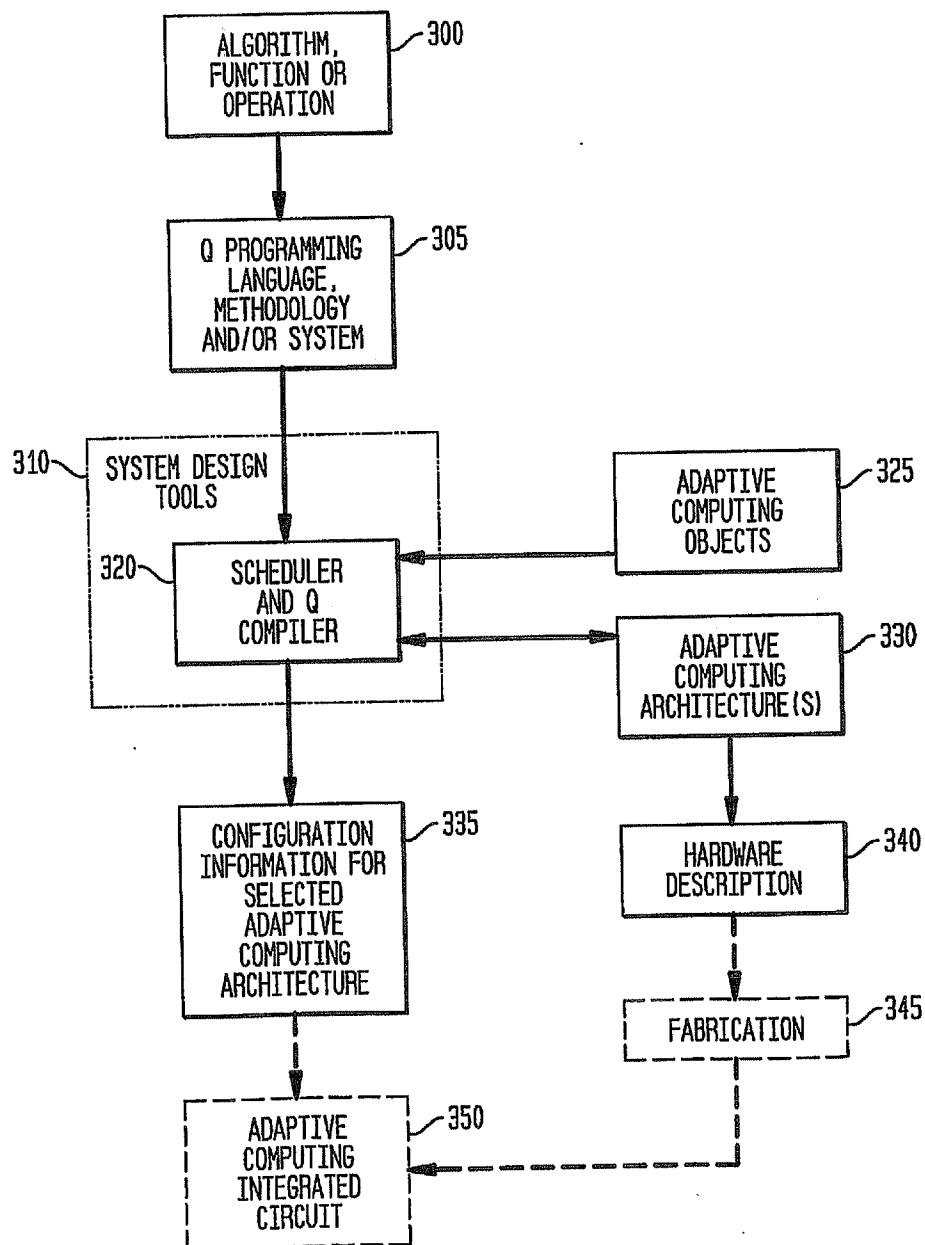 ALGORITHM,
FUNCTION OR
OPERATION
300
Q PROGRAMMING
LANGUAGE,
METHODOLOGY
AND/OR SYSTEM
305
310
SYSTEM DESIGN
TOOLS
320
SCHEDULER
AND Q
COMPILER
ADAPTIVE
COMPUTING
OBJECTS
325
ADAPTIVE
COMPUTING
ARCHITECTURE(S)
330
CONFIGURATION
INFORMATION FOR
SELECTED
ADAPTIVE
COMPUTING
ARCHITECTURE
335
HARDWARE
DESCRIPTION
340
FABRICATION
345
ADAPTIVE
COMPUTING
INTEGRATED
CIRCUIT
350